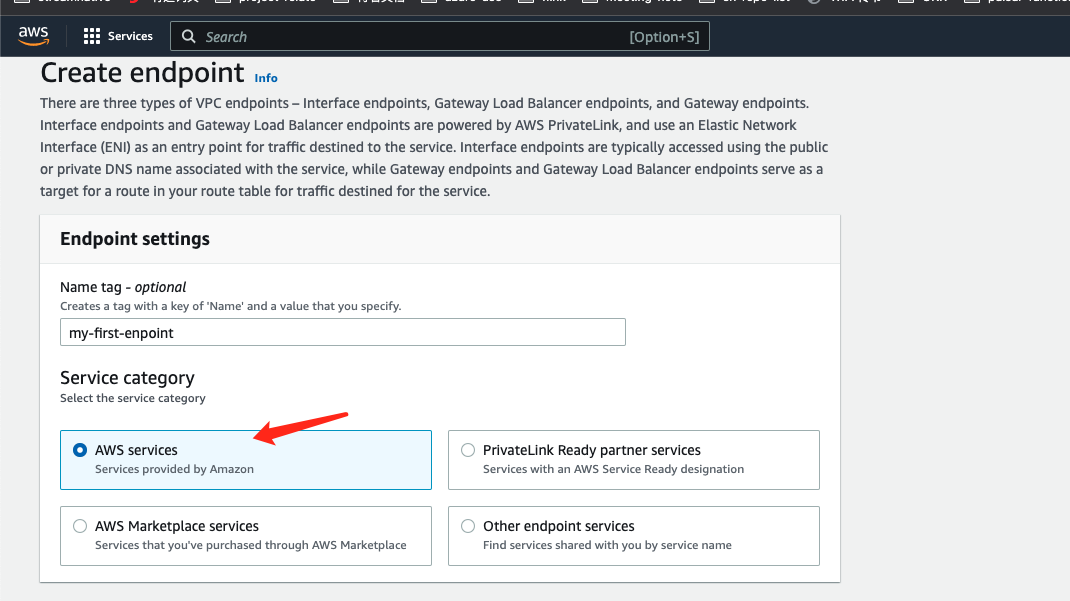 aws Services Search [Option+S]
Create endpoint Info
There are three types of VPC endpoints – Interface endpoints, Gateway Load Balancer endpoints, and Gateway endpoints.
Interface endpoints and Gateway Load Balancer endpoints are powered by AWS PrivateLink, and use an Elastic Network
Interface (ENI) as an entry point for traffic destined to the service. Interface endpoints are typically accessed using the public
or private DNS name associated with the service, while Gateway endpoints and Gateway Load Balancer endpoints serve as a
target for a route in your route table for traffic destined for the service.
Endpoint settings
Name tag - optional
Creates a tag with a key of 'Name' and a value that you specify.
my-first-enpoint
Service category
Select the service category
AWS services
Services provided by Amazon
PrivateLink Ready partner services
Services with an AWS Service Ready designation
AWS Marketplace services
Services that you've purchased through AWS Marketplace
Other endpoint services
Find services shared with you by service name